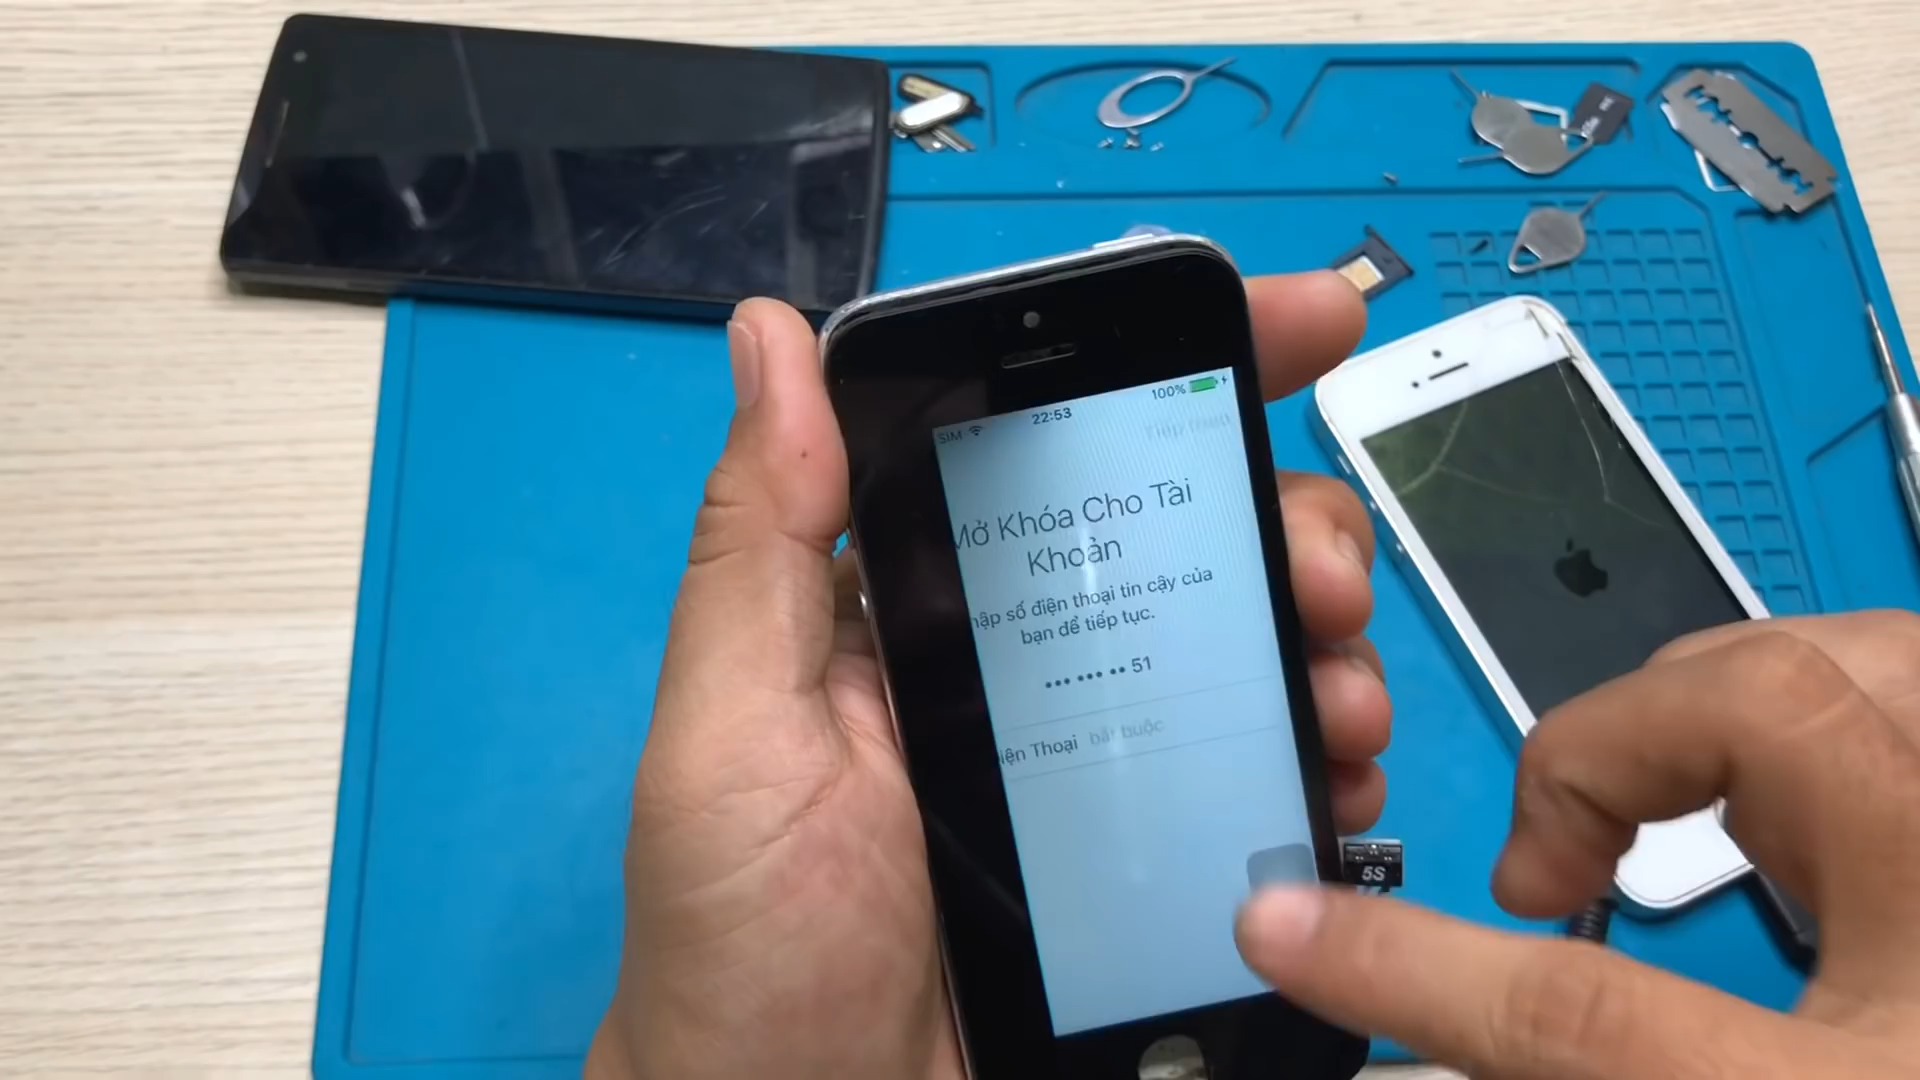 SIM 22:53 100%
Mở Khóa Cho Tài
Khoản
hập số điện thoại tin cậy của
bạn để tiếp tục.
••• ••• •• 51
iện Thoại bắt buộc
5S